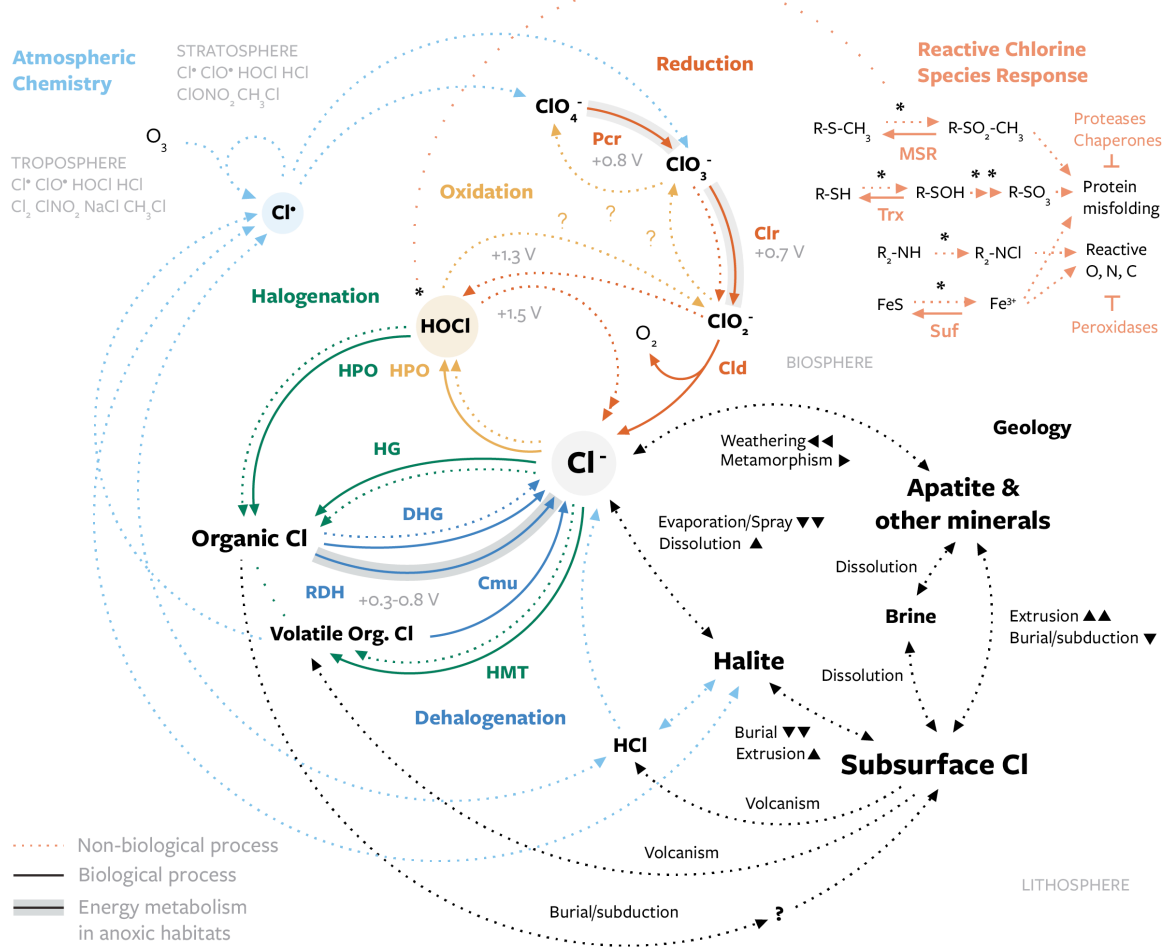 Atmospheric
Chemistry
STRATOSPHERE
Cl• ClO• HOCl HCl
ClONO₂ CH₃Cl
O₃
TROPOSPHERE
Cl• ClO• HOCl HCl
Cl₂ ClNO₂ NaCl CH₃Cl
Cl•
Reduction
ClO₄⁻
Pcr
+0.8 V
ClO₃⁻
Oxidation
?
?
?
Clr
+0.7 V
+1.3 V
+1.5 V
ClO₂⁻
O₂
Cld
Reactive Chlorine
Species Response
*
R-S-CH₃
R-SO₂-CH₃
MSR
Proteases
Chaperones
*
* *
R-SH
R-SOH
R-SO₃
Trx
Protein
misfolding
*
R₂-NH
R₂-NCl
Reactive
O, N, C
*
FeS
Fe³⁺
Suf
Peroxidases
BIOSPHERE
Halogenation
*
HOCl
HPO
HPO
HG
Cl⁻
DHG
Organic Cl
RDH
+0.3-0.8 V
Cmu
Volatile Org. Cl
HMT
Dehalogenation
Geology
Weathering◀◀
Metamorphism ▶
Apatite &
other minerals
Evaporation/Spray ▼▼
Dissolution ▲
Dissolution
Brine
Extrusion ▲▲
Burial/subduction ▼
Dissolution
Halite
Burial ▼▼
Extrusion▲
HCl
Subsurface Cl
Volcanism
Volcanism
Burial/subduction
?
LITHOSPHERE
Non-biological process
Biological process
Energy metabolism
in anoxic habitats